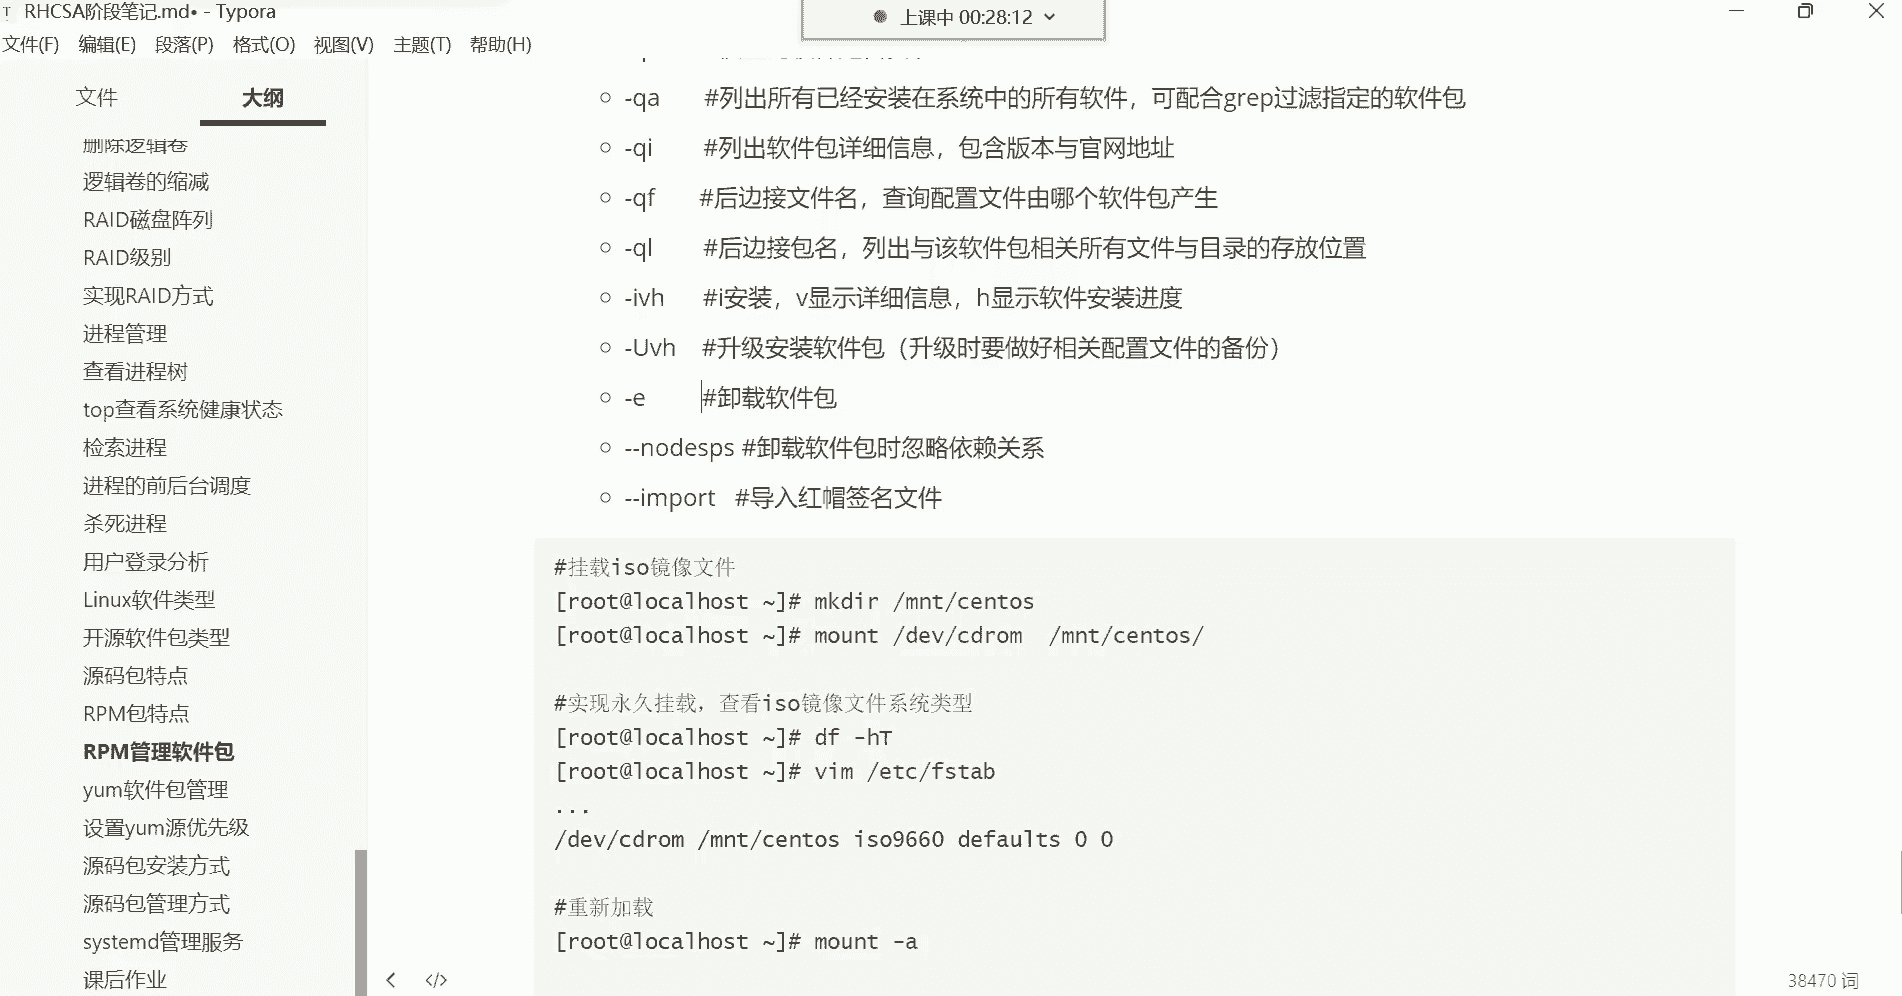 RHCSA阶段笔记.md• - Typora
上课中 00:28:12
文件(F) 编辑(E) 段落(P) 格式(O) 视图(V) 主题(T) 帮助(H)
文件 大纲
删除逻辑卷
逻辑卷的缩减
RAID磁盘阵列
RAID级别
实现RAID方式
进程管理
查看进程树
top查看系统健康状态
检索进程
进程的前后台调度
杀死进程
用户登录分析
Linux软件类型
开源软件包类型
源码包特点
RPM包特点
RPM管理软件包
yum软件包管理
设置yum源优先级
源码包安装方式
源码包管理方式
systemd管理服务
课后作业
-qa #列出所有已经安装在系统中的所有软件，可配合grep过滤指定的软件包
-qi #列出软件包详细信息，包含版本与官网地址
-qf #后边接文件名，查询配置文件由哪个软件包产生
-ql #后边接包名，列出与该软件包相关所有文件与目录的存放位置
-ivh #i安装，v显示详细信息，h显示软件安装进度
-Uvh #升级安装软件包（升级时要做好相关配置文件的备份）
-e #卸载软件包
--nodesps #卸载软件包时忽略依赖关系
--import #导入红帽签名文件
#挂载iso镜像文件
[root@localhost ~]# mkdir /mnt/centos
[root@localhost ~]# mount /dev/cdrom /mnt/centos/
#实现永久挂载，查看iso镜像文件系统类型
[root@localhost ~]# df -hT
[root@localhost ~]# vim /etc/fstab
...
/dev/cdrom /mnt/centos iso9660 defaults 0 0
#重新加载
[root@localhost ~]# mount -a
38470 词